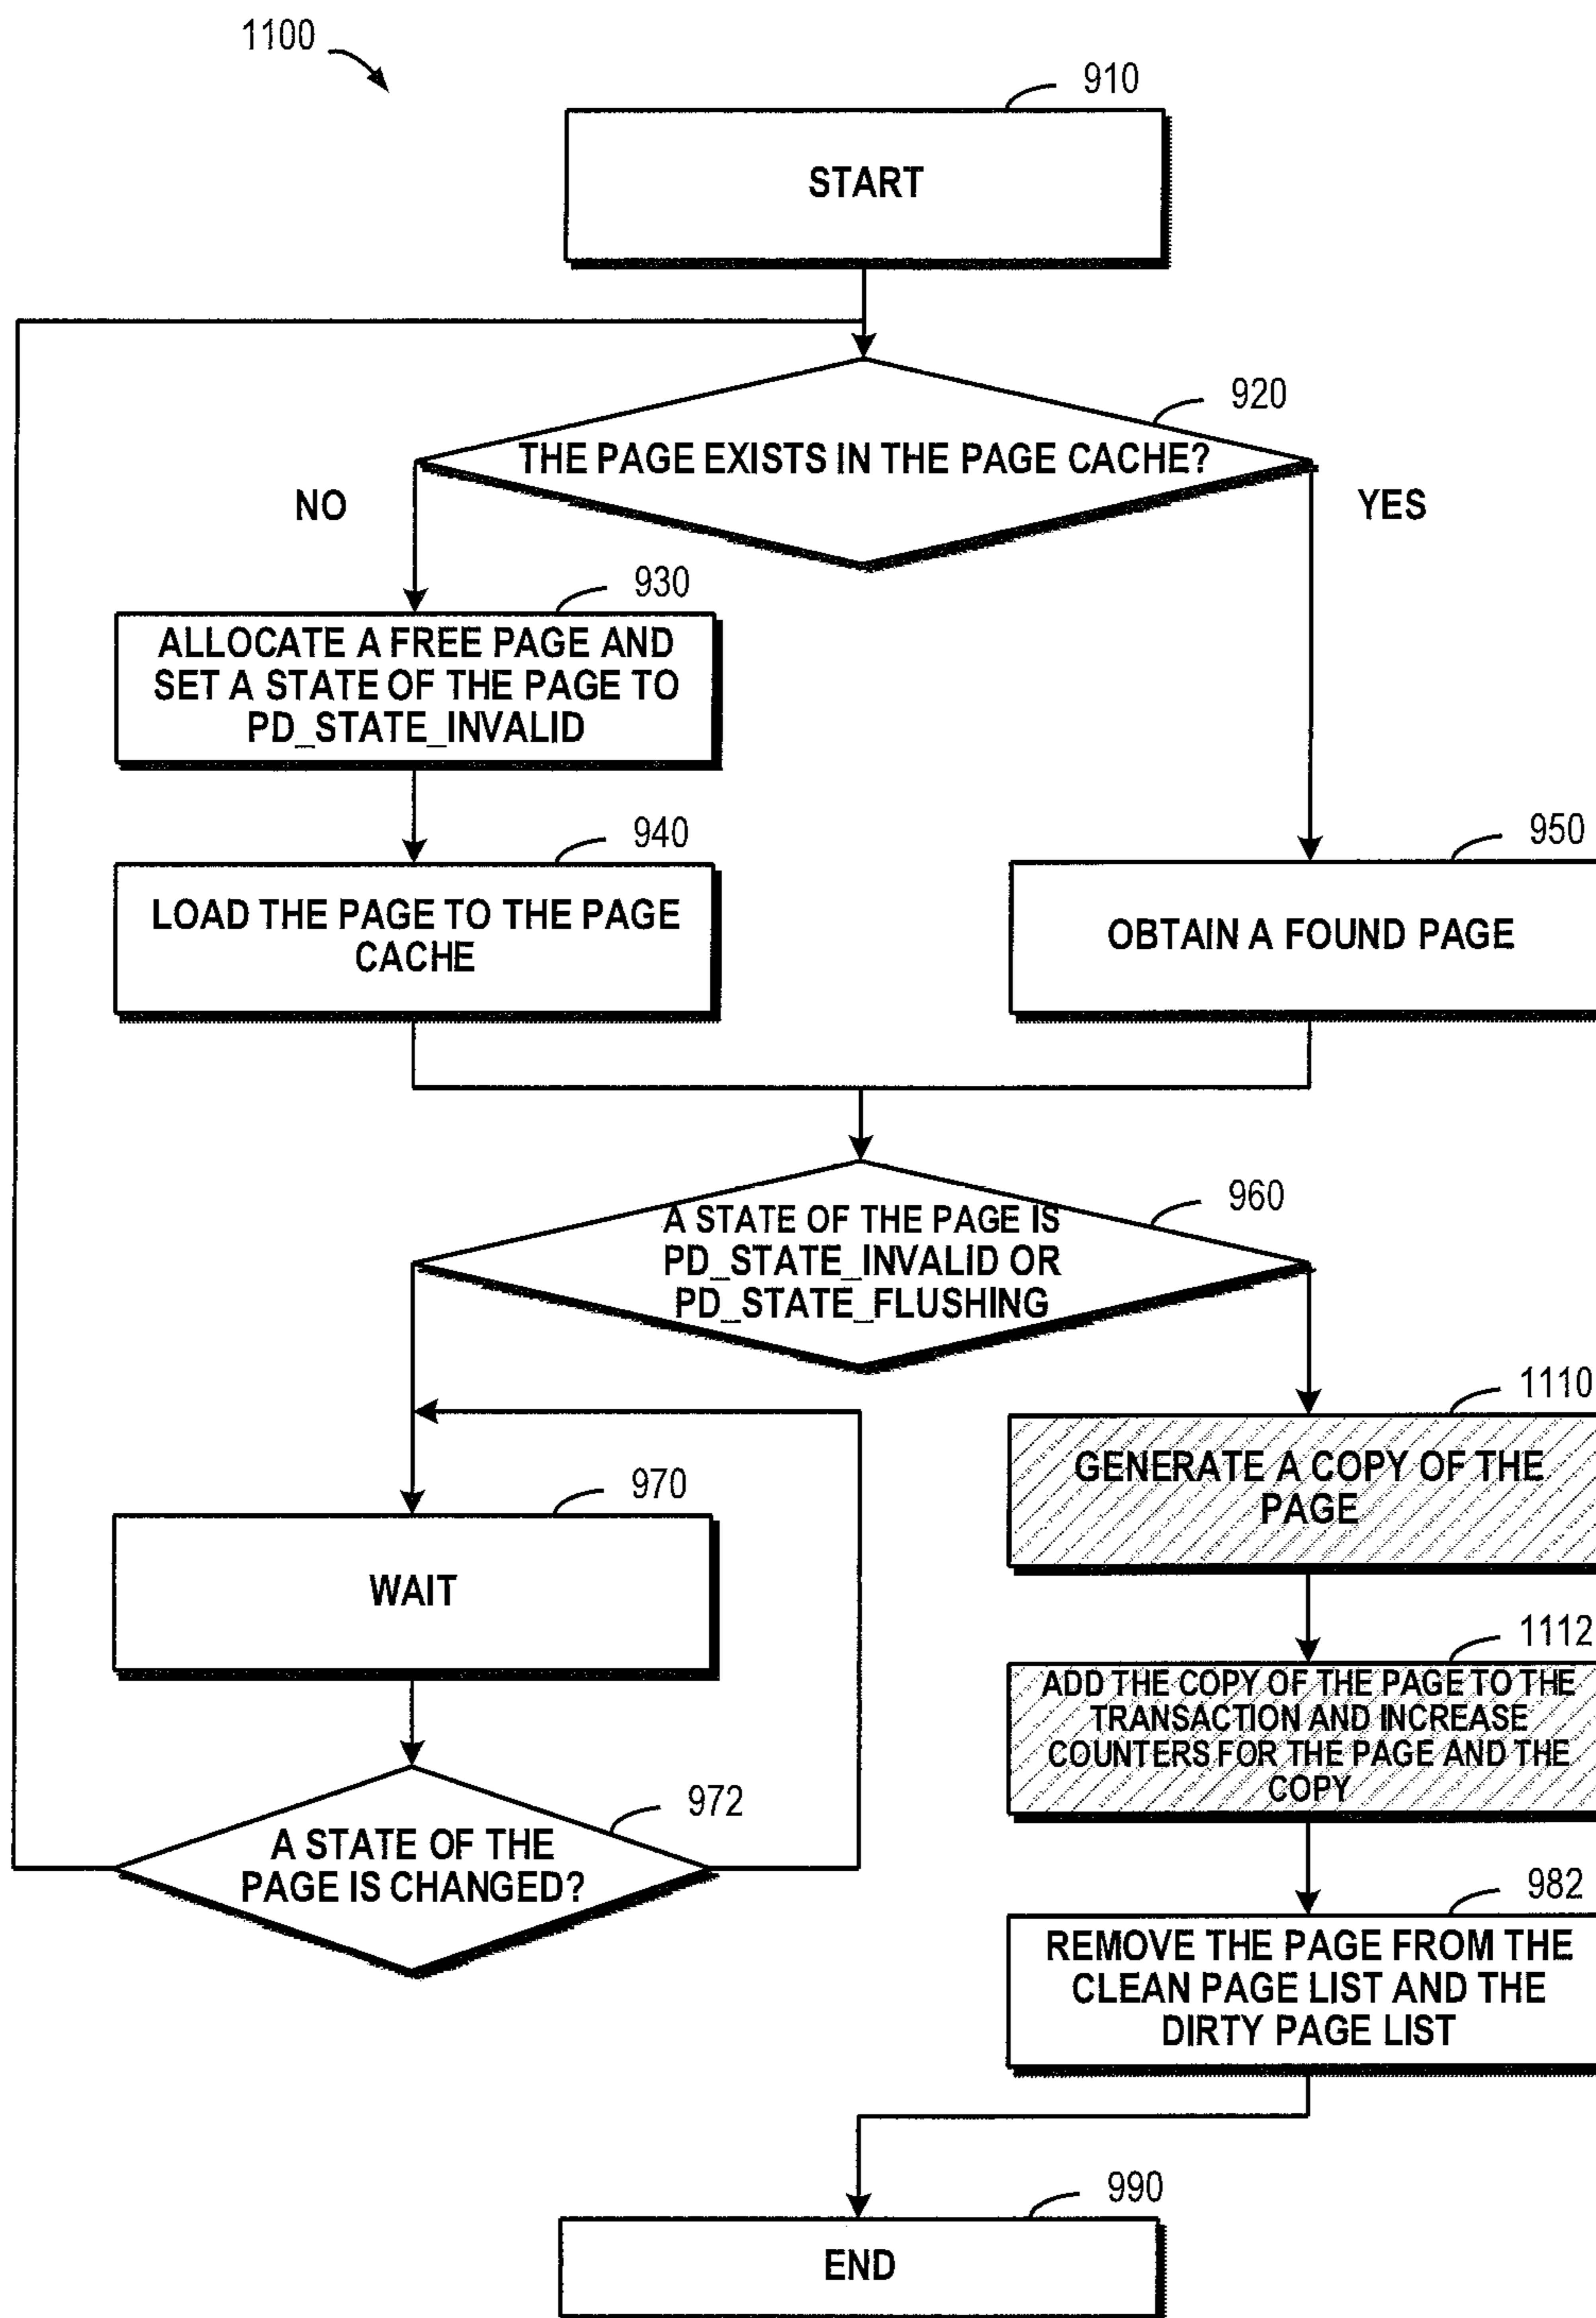 1100
910
START
920
THE PAGE EXISTS IN THE PAGE CACHE?
NO
YES
930
ALLOCATE A FREE PAGE AND
SET A STATE OF THE PAGE TO
PD_STATE_INVALID
940
LOAD THE PAGE TO THE PAGE
CACHE
950
OBTAIN A FOUND PAGE
960
A STATE OF THE PAGE IS
PD_STATE_INVALID OR
PD_STATE_FLUSHING
970
WAIT
972
A STATE OF THE
PAGE IS CHANGED?
1110
GENERATE A COPY OF THE
PAGE
1112
ADD THE COPY OF THE PAGE TO THE
TRANSACTION AND INCREASE
COUNTERS FOR THE PAGE AND THE
COPY
982
REMOVE THE PAGE FROM THE
CLEAN PAGE LIST AND THE
DIRTY PAGE LIST
990
END